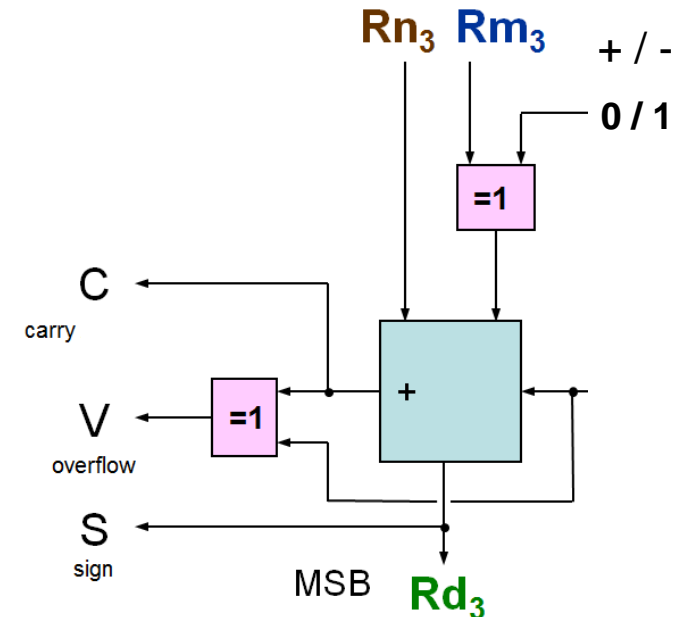 Rn3 Rm3
+ / -
0 / 1
=1
C
carry
+
=1
V
overflow
S
sign
MSB
Rd3